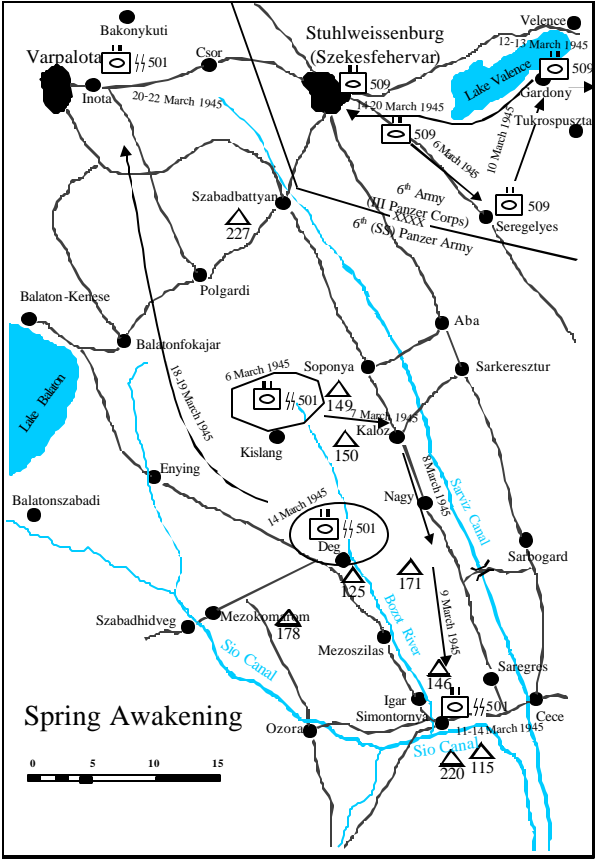 Bakonykuti
Velence
Stuhlweissenburg
(Szekesfehervar)
12-13 March 1945
Varpalota
501
Csor
509
509
Lake Valence
Gardony
Inota
20-22 March 1945
14-20 March 1945
Tukrospuszta
509
6 March 1945
10 March 1945
Szabadbattyan
6th Army
(III Panzer Corps)
XXXX
6th (SS) Panzer Army
509
Seregelyes
227
Polgardi
Balaton-Kenese
Aba
Balatonfokajar
Soponya
Sarkeresztur
6 March 1945
Lake Balaton
18-19 March 1945
501
149
7 March 1945
Kaloz
150
Kislang
8 March 1945
Enying
Nagy
Sarviz Canal
14 March 1945
Balatonszabadi
501
Deg
Sarbogard
125
171
Bozot River
9 March 1945
Mezokomarom
Szabadhidveg
178
Mezoszilas
Sio Canal
146
Saregres
Spring Awakening
Igar
501
Simontornya
Cece
Ozora
11-14 March 1945
Sio Canal
220
115
0 5 10 15